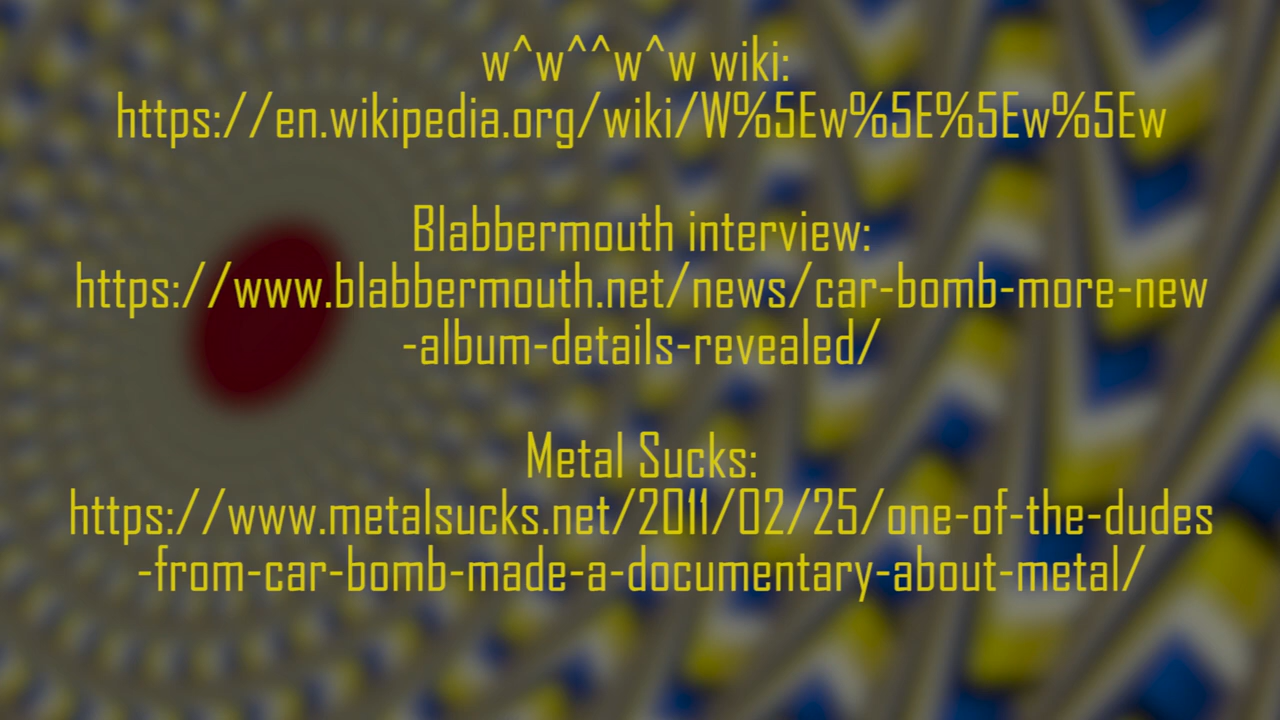 w^w^^w^w wiki:
https://en.wikipedia.org/wiki/W%5Ew%5E%5Ew%5Ew
Blabbermouth interview:
https://www.blabbermouth.net/news/car-bomb-more-new
-album-details-revealed/
Metal Sucks:
https://www.metalsucks.net/2011/02/25/one-of-the-dudes
-from-car-bomb-made-a-documentary-about-metal/